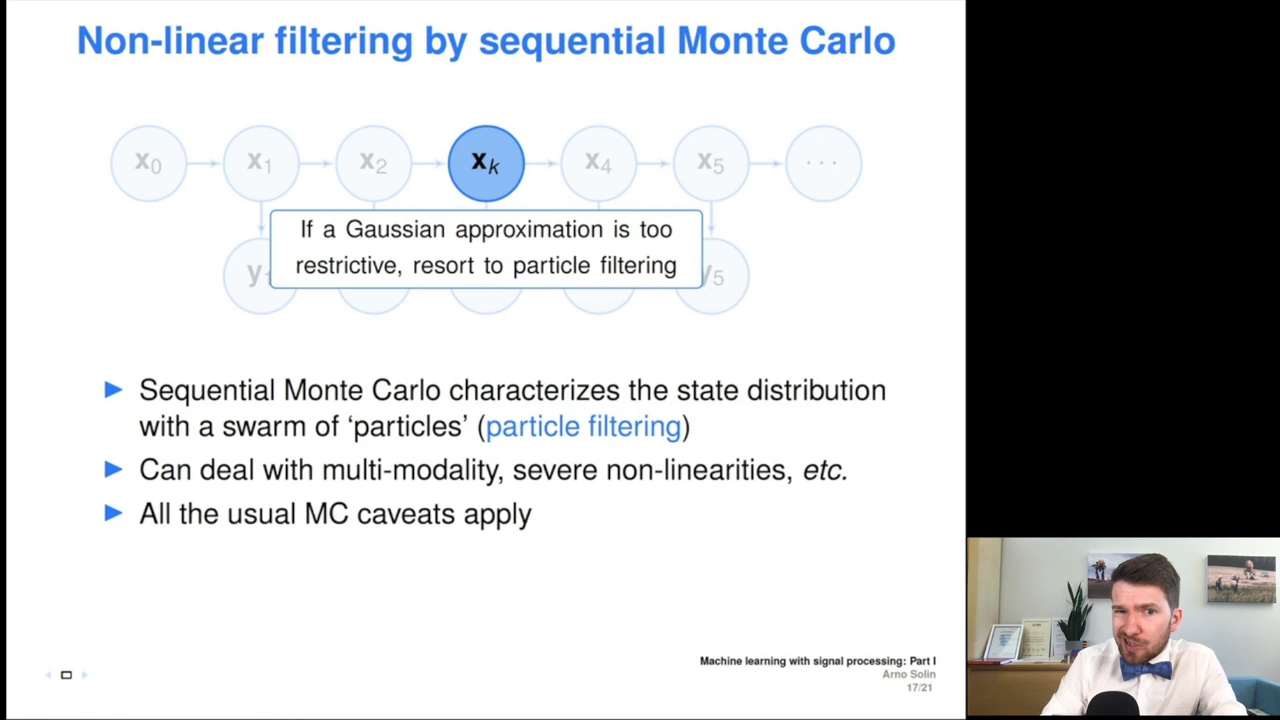 Non-linear filtering by sequential Monte Carlo
x0 x1 x2 xk x4 x5 ...
If a Gaussian approximation is too
restrictive, resort to particle filtering
y1 y5
▶ Sequential Monte Carlo characterizes the state distribution
with a swarm of ‘particles’ (particle filtering)
▶ Can deal with multi-modality, severe non-linearities, etc.
▶ All the usual MC caveats apply
Machine learning with signal processing: Part I
Arno Solin
17/21